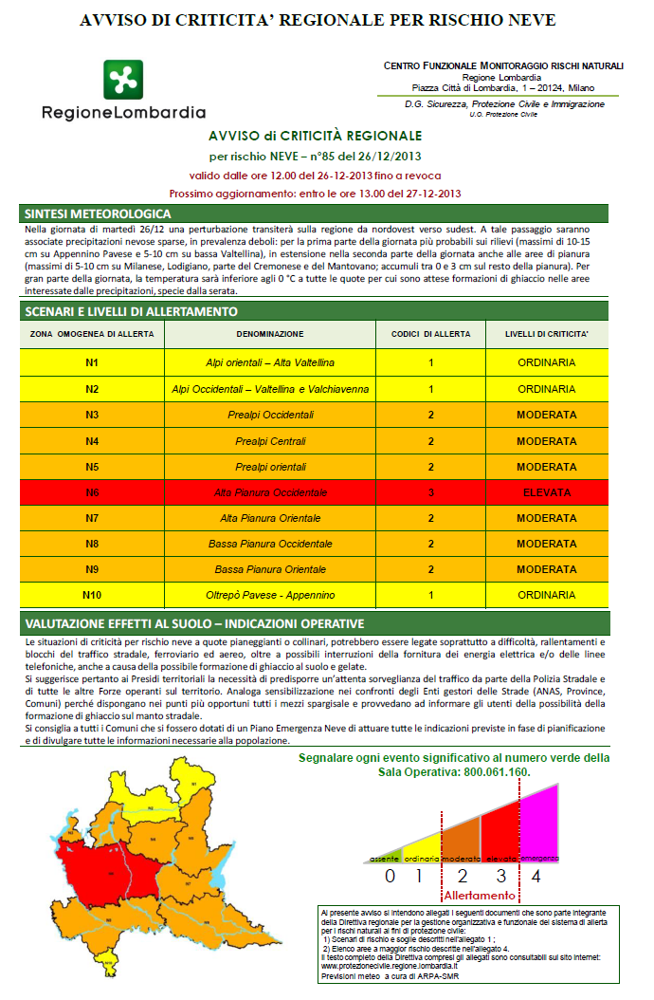 AVVISO DI CRITICITA’ REGIONALE PER RISCHIO NEVE
RegioneLombardia
CENTRO FUNZIONALE MONITORAGGIO RISCHI NATURALI
Regione Lombardia
Piazza Città di Lombardia, 1 – 20124, Milano
D.G. Sicurezza, Protezione Civile e Immigrazione
U.O. Protezione Civile
AVVISO di CRITICITÀ REGIONALE
per rischio NEVE – n°85 del 26/12/2013
valido dalle ore 12.00 del 26-12-2013 fino a revoca
Prossimo aggiornamento: entro le ore 13.00 del 27-12-2013
SINTESI METEOROLOGICA
Nella giornata di martedì 26/12 una perturbazione transiterà sulla regione da nordovest verso sudest. A tale passaggio saranno
associate precipitazioni nevose sparse, in prevalenza deboli: per la prima parte della giornata più probabili sui rilievi (massimi di 10-15
cm su Appennino Pavese e 5-10 cm su bassa Valtellina), in estensione nella seconda parte della giornata anche alle aree di pianura
(massimi di 5-10 cm su Milanese, Lodigiano, parte del Cremonese e del Mantovano; accumuli tra 0 e 3 cm sul resto della pianura). Per
gran parte della giornata, la temperatura sarà inferiore agli 0 °C a tutte le quote per cui sono attese formazioni di ghiaccio nelle aree
interessate dalle precipitazioni, specie dalla serata.
SCENARI E LIVELLI DI ALLERTAMENTO
ZONA OMOGENEA DI ALLERTA DENOMINAZIONE CODICI DI ALLERTA LIVELLI DI CRITICITA'
N1 Alpi orientali – Alta Valtellina 1 ORDINARIA
N2 Alpi Occidentali – Valtellina e Valchiavenna 1 ORDINARIA
N3 Prealpi Occidentali 2 MODERATA
N4 Prealpi Centrali 2 MODERATA
N5 Prealpi orientali 2 MODERATA
N6 Alta Pianura Occidentale 3 ELEVATA
N7 Alta Pianura Orientale 2 MODERATA
N8 Bassa Pianura Occidentale 2 MODERATA
N9 Bassa Pianura Orientale 2 MODERATA
N10 Oltrepò Pavese - Appennino 1 ORDINARIA
VALUTAZIONE EFFETTI AL SUOLO – INDICAZIONI OPERATIVE
Le situazioni di criticità per rischio neve a quote pianeggianti o collinari, potrebbero essere legate soprattutto a difficoltà, rallentamenti e
blocchi del traffico stradale, ferroviario ed aereo, oltre a possibili interruzioni della fornitura dei energia elettrica e/o delle linee
telefoniche, anche a causa della possibile formazione di ghiaccio al suolo e gelate.
Si suggerisce pertanto ai Presidi territoriali la necessità di predisporre un’attenta sorveglianza del traffico da parte della Polizia Stradale e
di tutte le altre Forze operanti sul territorio. Analoga sensibilizzazione nei confronti degli Enti gestori delle Strade (ANAS, Province,
Comuni) perché dispongano nei punti più opportuni tutti i mezzi spargisale e provvedano ad informare gli utenti della possibilità della
formazione di ghiaccio sul manto stradale.
Si consiglia a tutti i Comuni che si fossero dotati di un Piano Emergenza Neve di attuare tutte le indicazioni previste in fase di pianificazione
e di divulgare tutte le informazioni necessarie alla popolazione.
Segnalare ogni evento significativo al numero verde della
Sala Operativa: 800.061.160.
assente ordinaria moderata elevata emergenza
0 1 2 3 4
Allertamento
Al presente avviso si intendono allegati i seguenti documenti che sono parte integrante
della Direttiva regionale per la gestione organizzativa e funzionale del sistema di allerta
per i rischi naturali ai fini di protezione civile:
1) Scenari di rischio e soglie descritti nell'allegato 1 ;
2) Elenco aree a maggior rischio descritte nell'allegato 4.
Il testo completo della Direttiva compresi gli allegati sono consultabili sul sito Internet:
www.protezionecivile.regione.lombardia.it
Previsioni meteo a cura di ARPA-SMR